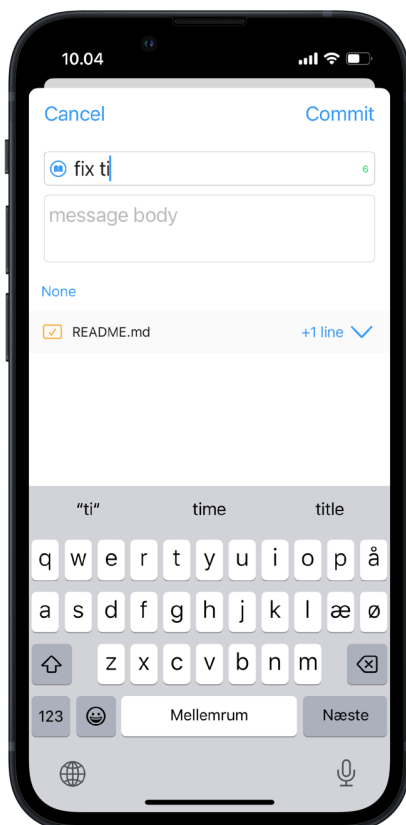 10.04
Cancel Commit
fix ti 6
message body
None
README.md +1 line
“ti“ time title
q w e r t y u i o p å
a s d f g h j k l æ ø
z x c v b n m
123 Mellemrum Næste